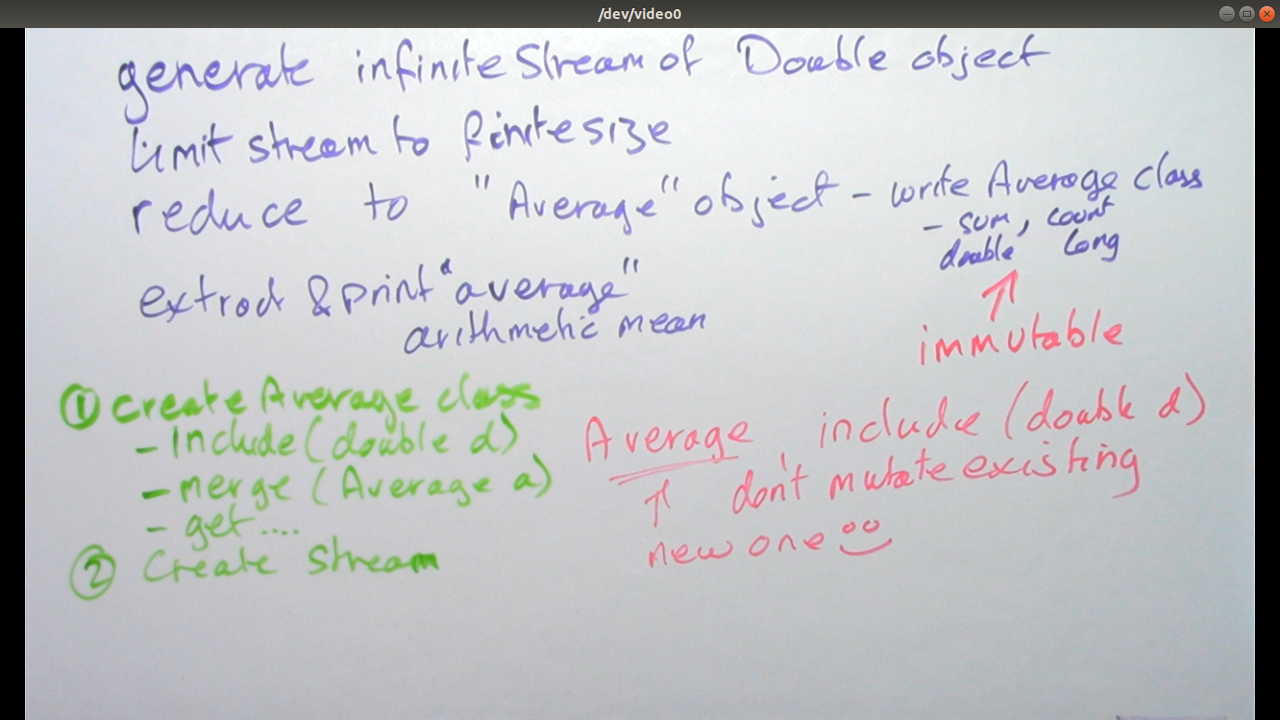 /dev/video0
generate infinite Stream of Double object
limit stream to finite size
reduce to "Average" object - write Average class
- sum, count
double long
extract & print "average"
arithmetic mean
immutable
① Create Average class
- Include (double d)
- merge (Average a)
- get ....
② Create Stream
Average include (double d)
don't mutate existing
new one